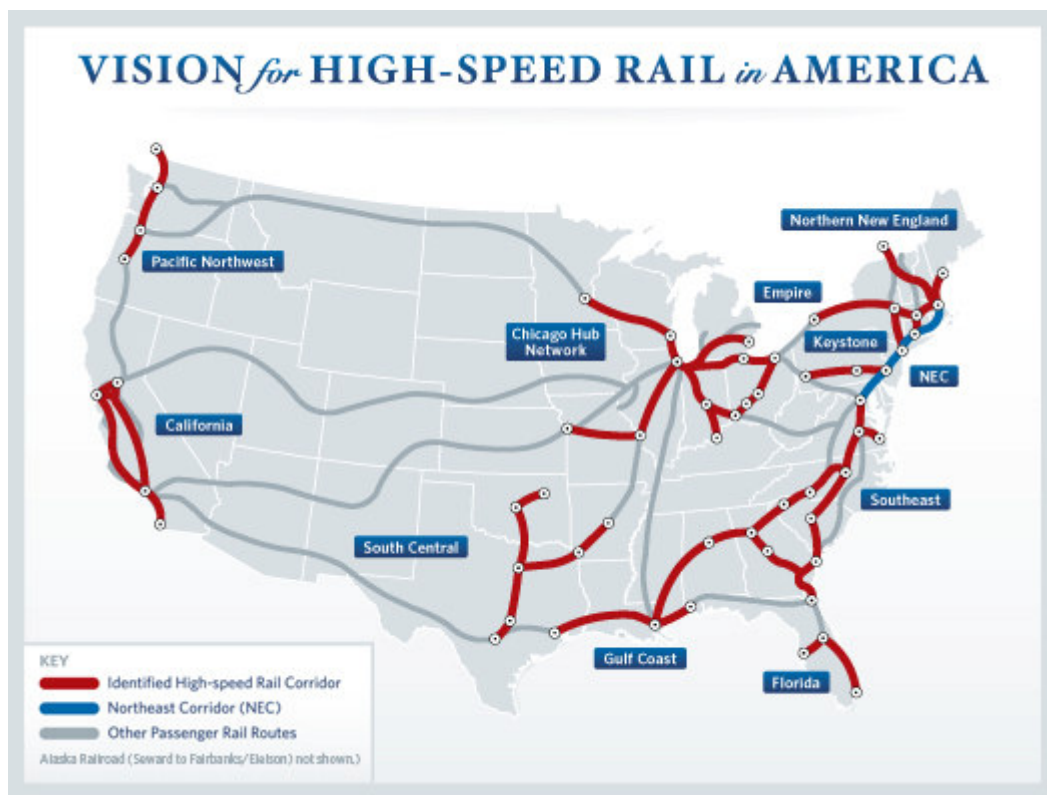 VISION for HIGH-SPEED RAIL in AMERICA
Northern New England
Pacific Northwest
Empire
Chicago Hub
Network
Keystone
NEC
California
Southeast
South Central
Gulf Coast
Florida
KEY
Identified High-speed Rail Corridor
Northeast Corridor (NEC)
Other Passenger Rail Routes
Alaska Railroad (Seward to Fairbanks/Eielson) not shown.)